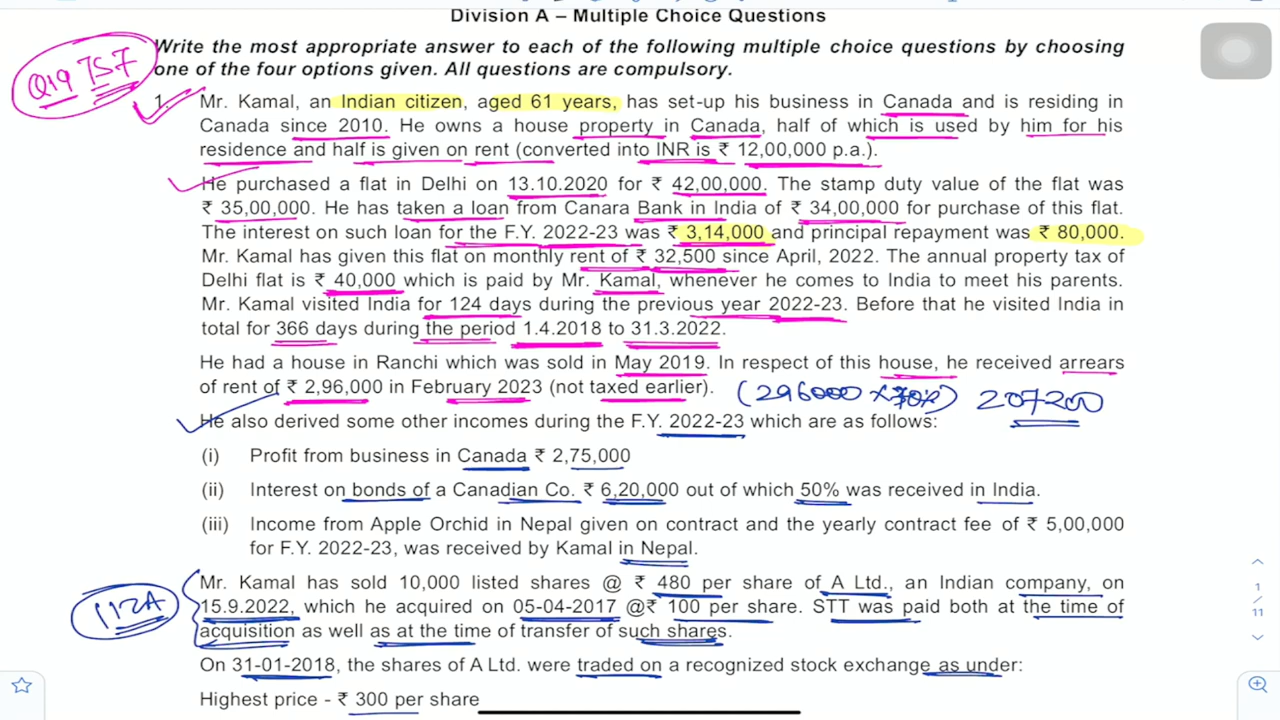 Division A – Multiple Choice Questions
Write the most appropriate answer to each of the following multiple choice questions by choosing
one of the four options given. All questions are compulsory.
Q19 757
1. Mr. Kamal, an Indian citizen, aged 61 years, has set-up his business in Canada and is residing in
Canada since 2010. He owns a house property in Canada, half of which is used by him for his
residence and half is given on rent (converted into INR is ₹ 12,00,000 p.a.).
He purchased a flat in Delhi on 13.10.2020 for ₹ 42,00,000. The stamp duty value of the flat was
₹ 35,00,000. He has taken a loan from Canara Bank in India of ₹ 34,00,000 for purchase of this flat.
The interest on such loan for the F.Y. 2022-23 was ₹ 3,14,000 and principal repayment was ₹ 80,000.
Mr. Kamal has given this flat on monthly rent of ₹ 32,500 since April, 2022. The annual property tax of
Delhi flat is ₹ 40,000 which is paid by Mr. Kamal, whenever he comes to India to meet his parents.
Mr. Kamal visited India for 124 days during the previous year 2022-23. Before that he visited India in
total for 366 days during the period 1.4.2018 to 31.3.2022.
He had a house in Ranchi which was sold in May 2019. In respect of this house, he received arrears
of rent of ₹ 2,96,000 in February 2023 (not taxed earlier). (296000 × 70%) 207200
He also derived some other incomes during the F.Y. 2022-23 which are as follows:
(i) Profit from business in Canada ₹ 2,75,000
(ii) Interest on bonds of a Canadian Co. ₹ 6,20,000 out of which 50% was received in India.
(iii) Income from Apple Orchid in Nepal given on contract and the yearly contract fee of ₹ 5,00,000
for F.Y. 2022-23, was received by Kamal in Nepal.
Mr. Kamal has sold 10,000 listed shares @ ₹ 480 per share of A Ltd., an Indian company, on
112A 15.9.2022, which he acquired on 05-04-2017 @₹ 100 per share. STT was paid both at the time of
acquisition as well as at the time of transfer of such shares.
On 31-01-2018, the shares of A Ltd. were traded on a recognized stock exchange as under:
Highest price - ₹ 300 per share
1
11